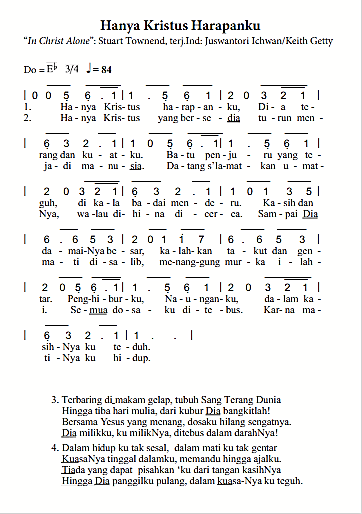 Hanya Kristus Harapanku
"In Christ Alone": Stuart Townend, terj.Ind: Juswantori Ichwan/Keith Getty
Do = E♭ 3/4 ♩= 84
| 0 0 5 6 . 1 | 1 . 5 6 1 | 2 0 3 2 1 |
1. Ha - nya Kris - tus ha - rap - an - ku, Di - a te -
2. Ha - nya Kristus yang ber - se - dia tu - run men -
| 6 3 2 . 1 | 1 0 5 6 . 1 | 1 . 5 6 1 |
rang dan ku - at - ku. Ba - tu pen - ju - ru yang te -
ja - di ma - nu - sia. Da - tang s'la-mat - kan u - mat -
| 2 0 3 2 1 | 6 3 2 . 1 | 1 0 1 3 5 |
guh, di ka - la ba - dai men - de - ru. Ka - sih dan
Nya, wa - lau di - hi - na di - cer - ca. Sam - pai Dia
| 6 . 6 5 3 | 2 0 1 i 7 | 6 . 6 5 3 |
da - mai-Nya be - sar, ka - lah- kan ta - kut dan gen -
ma - ti di - sa - lib, me-nang-gung mur - ka i - lah -
| 2 0 5 6 . 1 | 1 . 5 6 1 | 2 0 3 2 1 |
tar. Peng-hi - bur - ku, Na - u - ngan- ku, da - lam ka -
i. Se - mua do - sa - ku di - te - bus. Kar - na ma -
| 6 3 2 . 1 | 1 . . |
sih - Nya ku te - duh.
ti - Nya ku hi - dup.
3. Terbaring di makam gelap, tubuh Sang Terang Dunia
Hingga tiba hari mulia, dari kubur Dia bangkitlah!
Bersama Yesus yang menang, dosaku hilang sengatnya.
Dia milikku, ku milikNya, ditebus dalam darahNya!
4. Dalam hidup ku tak sesal, dalam mati ku tak gentar
KuasaNya tinggal dalamku, memandu hingga ajalku.
Tiada yang dapat pisahkan 'ku dari tangan kasihNya
Hingga Dia panggilku pulang, dalam kuasa-Nya ku teguh.